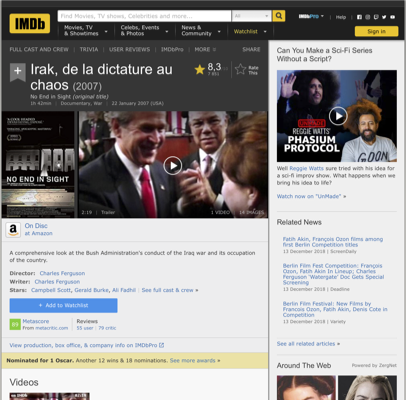 IMDb
Find Movies, TV shows, Celebrities and more...
All
IMDbPro
Help
Movies, TV
& Showtimes
Celebs, Events
& Photos
News &
Community
Watchlist
Sign in
FULL CAST AND CREW | TRIVIA | USER REVIEWS | IMDbPro | MORE
SHARE
Irak, de la dictature au
chaos (2007)
No End in Sight (original title)
1h 42min | Documentary, War | 22 January 2007 (USA)
8,3
Rate
This
NO END IN SIGHT
2:19 | Trailer
1 VIDEO | 14 IMAGES
On Disc
at Amazon
A comprehensive look at the Bush Administration's conduct of the Iraq war and its occupation
of the country.
Director: Charles Ferguson
Writer: Charles Ferguson
Stars: Campbell Scott, Gerald Burke, Ali Fadhil | See full cast & crew »
+ Add to Watchlist
Metascore
From metacritic.com
Reviews
55 user | 79 critic
View production, box office, & company info on IMDbPro
Nominated for 1 Oscar. Another 12 wins & 18 nominations. See more awards »
Videos
Can You Make a Sci-Fi Series
Without a Script?
REGGIE WATTS'
PHASIUM
PROTOCOL
Well Reggie Watts sure tried with his idea for
a sci-fi improv show. What happens when we
bring his idea to life?
Watch now on "UnMade" »
Related News
Fatih Akin, François Ozon films among
first Berlin Competition titles
13 December 2018 | ScreenDaily
Berlin Film Fest Competition: François
Ozon, Fatih Akin In Lineup; Charles
Ferguson 'Watergate' Doc Gets Special
Screening
13 December 2018 | Deadline
Berlin Film Festival: New Films by
Francois Ozon, Fatih Akin, Denis Cote in
Competition
13 December 2018 | Variety
See all related articles »
Around The Web
Powered by ZergNet